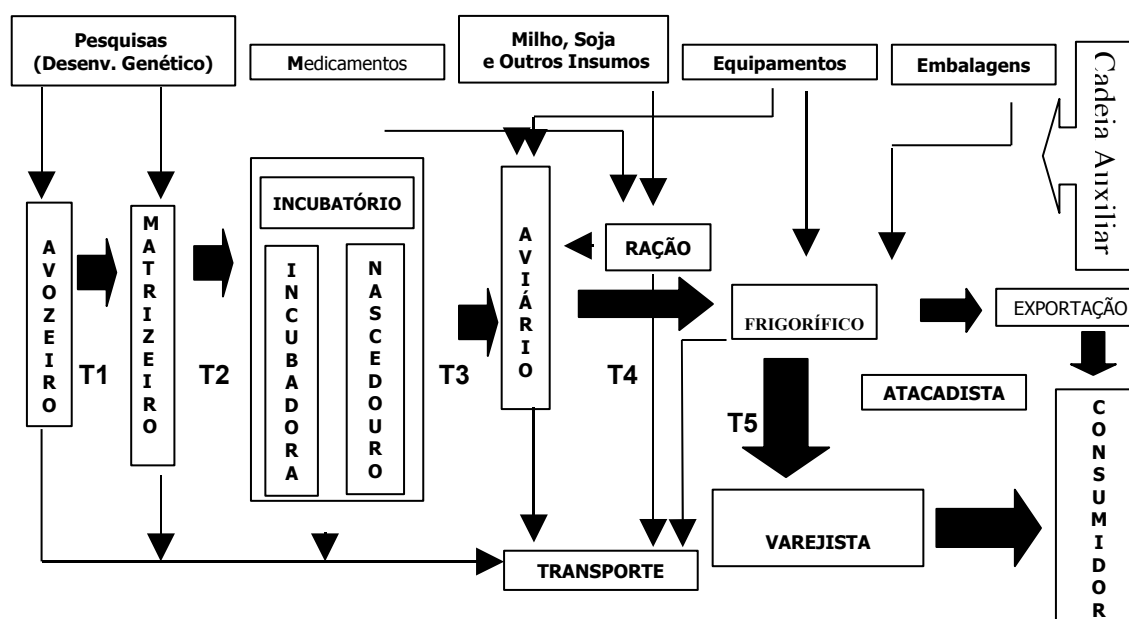 Pesquisas
(Desenv. Genético)
Medicamentos
Milho, Soja
e Outros Insumos
Equipamentos
Embalagens
Cadeia Auxiliar
AVOZEIRO
T1
MATRIZEIRO
T2
INCUBATÓRIO
INCUBADORA
NASCEDOURO
T3
AVIÁRIO
RAÇÃO
T4
FRIGORÍFICO
EXPORTAÇÃO
ATACADISTA
T5
VAREJISTA
CONSUMIDOR
TRANSPORTE